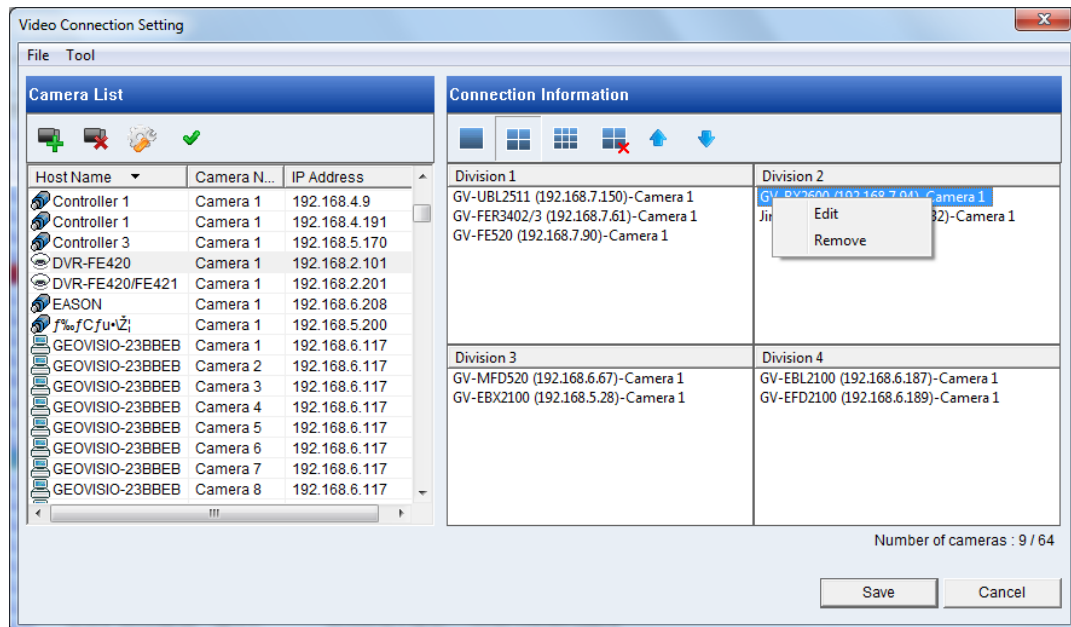 Video Connection Setting
File Tool
Camera List
Connection Information
Host Name Camera N... IP Address
Controller 1 Camera 1 192.168.4.9
Controller 1 Camera 1 192.168.4.191
Controller 3 Camera 1 192.168.5.170
DVR-FE420 Camera 1 192.168.2.101
DVR-FE420/FE421 Camera 1 192.168.2.201
EASON Camera 1 192.168.6.208
Camera 1 192.168.5.200
GEOVISIO-23BBEB Camera 1 192.168.6.117
GEOVISIO-23BBEB Camera 2 192.168.6.117
GEOVISIO-23BBEB Camera 3 192.168.6.117
GEOVISIO-23BBEB Camera 4 192.168.6.117
GEOVISIO-23BBEB Camera 5 192.168.6.117
GEOVISIO-23BBEB Camera 6 192.168.6.117
GEOVISIO-23BBEB Camera 7 192.168.6.117
GEOVISIO-23BBEB Camera 8 192.168.6.117
Division 1
GV-UBL2511 (192.168.7.150)-Camera 1
GV-FER3402/3 (192.168.7.61)-Camera 1
GV-FE520 (192.168.7.90)-Camera 1
Division 2
Camera 1
32)-Camera 1
Edit
Remove
Division 3
GV-MFD520 (192.168.6.67)-Camera 1
GV-EBX2100 (192.168.5.28)-Camera 1
Division 4
GV-EBL2100 (192.168.6.187)-Camera 1
GV-EFD2100 (192.168.6.189)-Camera 1
Number of cameras : 9 / 64
Save
Cancel